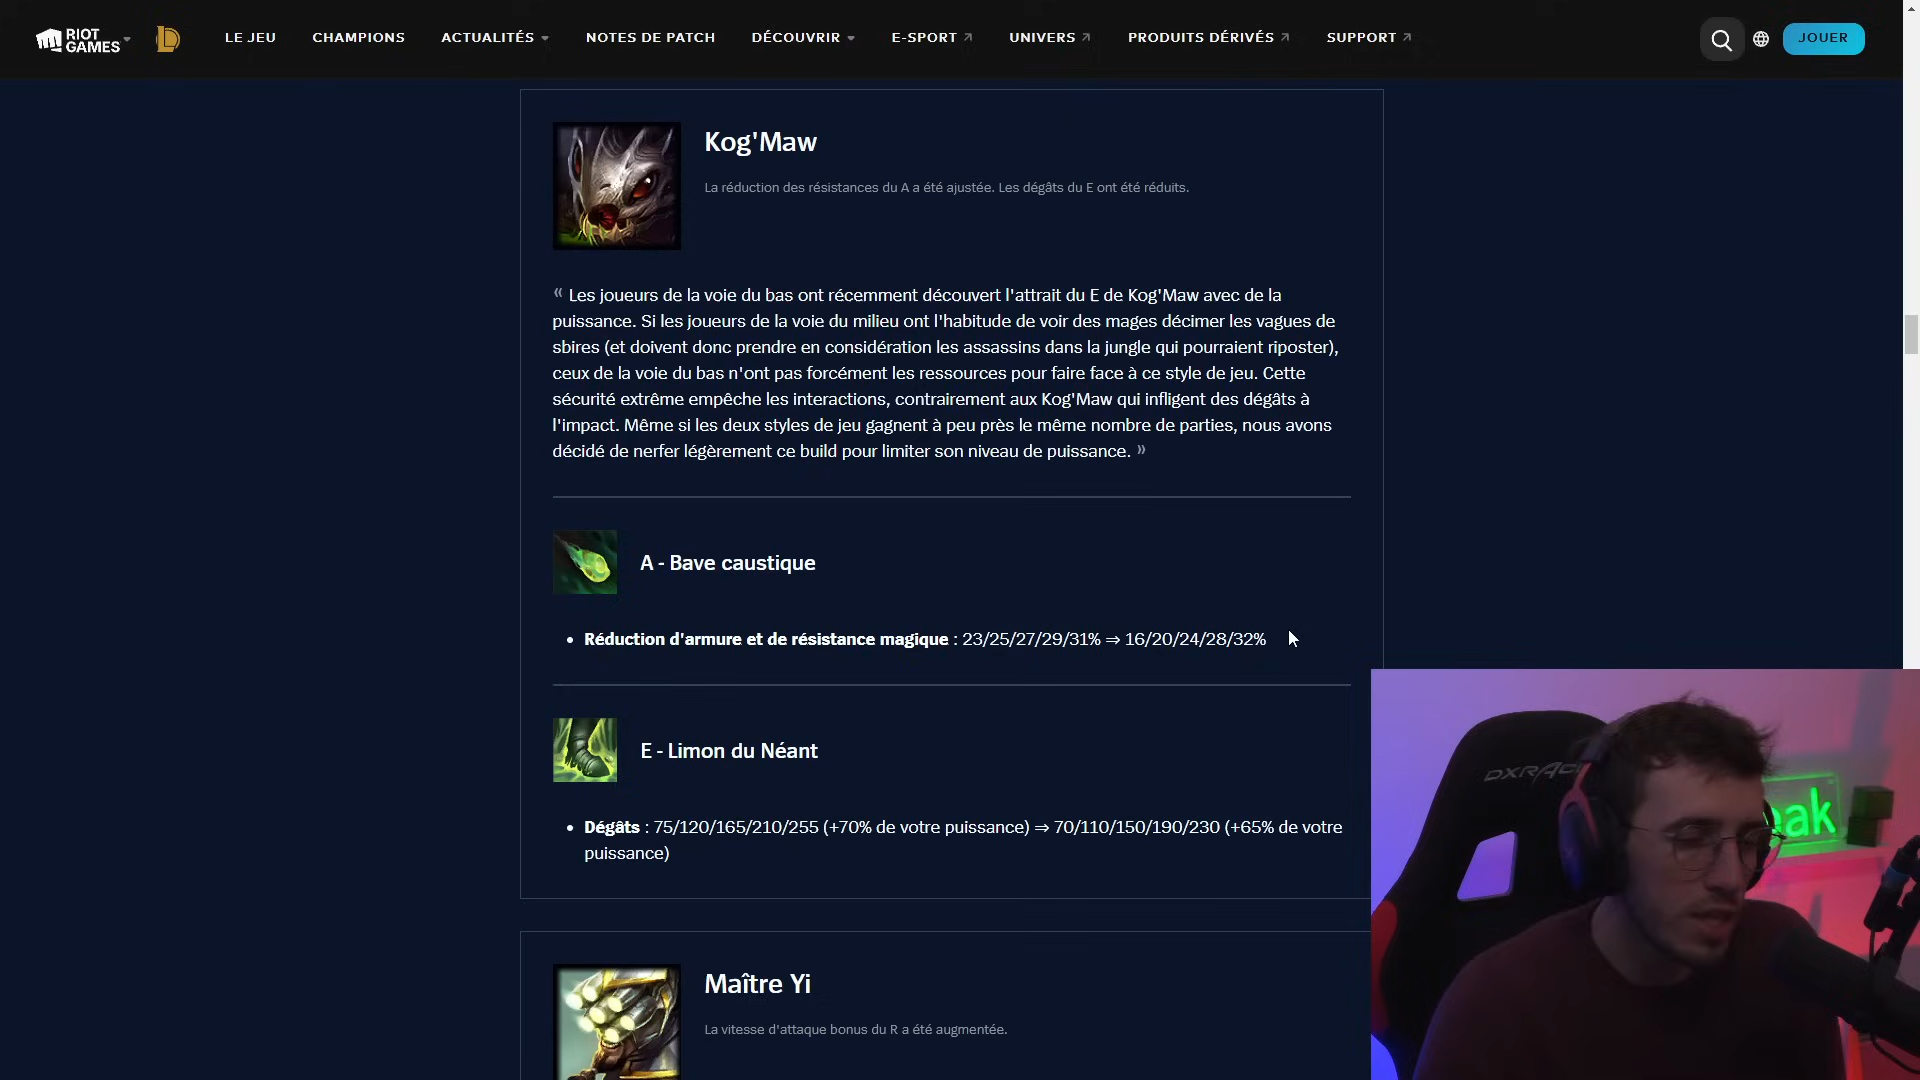 RIOT GAMES
LE JEU
CHAMPIONS
ACTUALITÉS
NOTES DE PATCH
DÉCOUVRIR
E-SPORT
UNIVERS
PRODUITS DÉRIVÉS
SUPPORT
JOUER
Kog'Maw
La réduction des résistances du A a été ajustée. Les dégâts du E ont été réduits.
« Les joueurs de la voie du bas ont récemment découvert l'attrait du E de Kog'Maw avec de la
puissance. Si les joueurs de la voie du milieu ont l'habitude de voir des mages décimer les vagues de
sbires (et doivent donc prendre en considération les assassins dans la jungle qui pourraient riposter),
ceux de la voie du bas n'ont pas forcément les ressources pour faire face à ce style de jeu. Cette
sécurité extrême empêche les interactions, contrairement aux Kog'Maw qui infligent des dégâts à
l'impact. Même si les deux styles de jeu gagnent à peu près le même nombre de parties, nous avons
décidé de nerfer légèrement ce build pour limiter son niveau de puissance. »
A - Bave caustique
• Réduction d'armure et de résistance magique : 23/25/27/29/31% ⇒ 16/20/24/28/32%
E - Limon du Néant
• Dégâts : 75/120/165/210/255 (+70% de votre puissance) ⇒ 70/110/150/190/230 (+65% de votre
puissance)
Maître Yi
La vitesse d'attaque bonus du R a été augmentée.